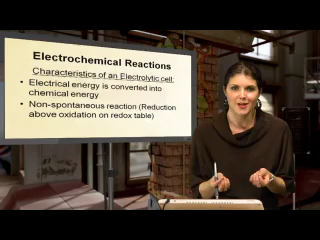 Electrochemical Reactions
Characteristics of an Electrolytic cell:
• Electrical energy is converted into
chemical energy
• Non-spontaneous reaction (Reduction
above oxidation on redox table)